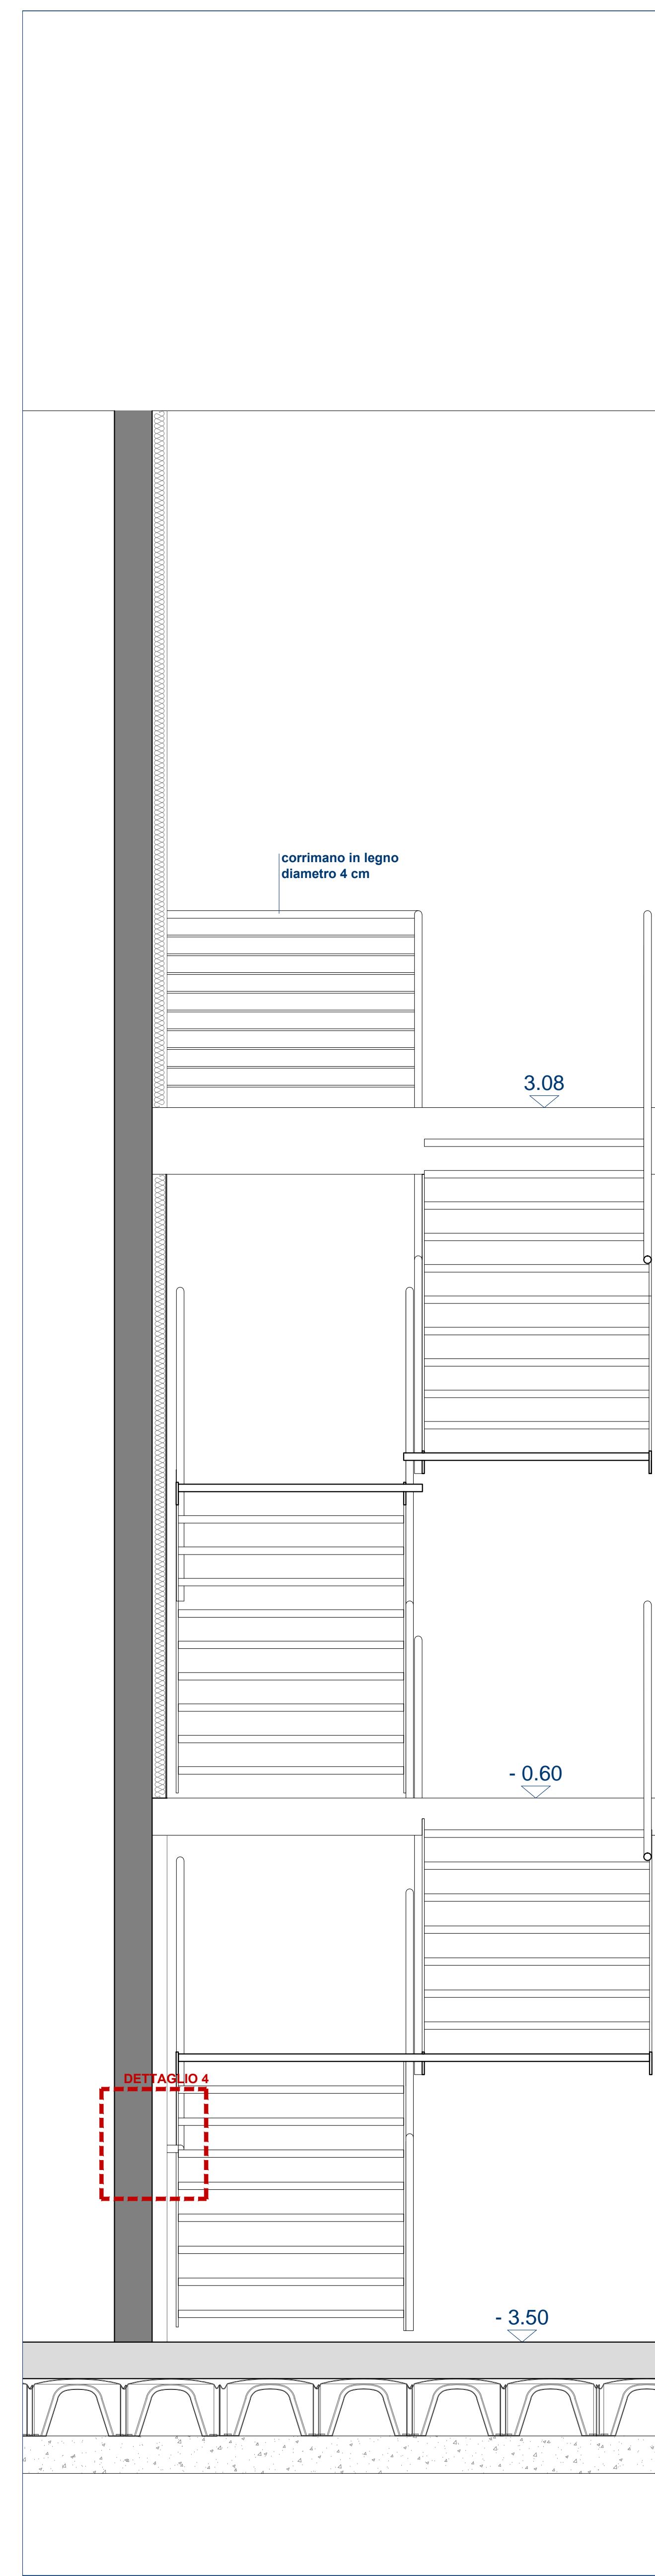 corrimano in legno
diametro 4 cm
3.08
- 0.60
DETTAGLIO 4
- 3.50